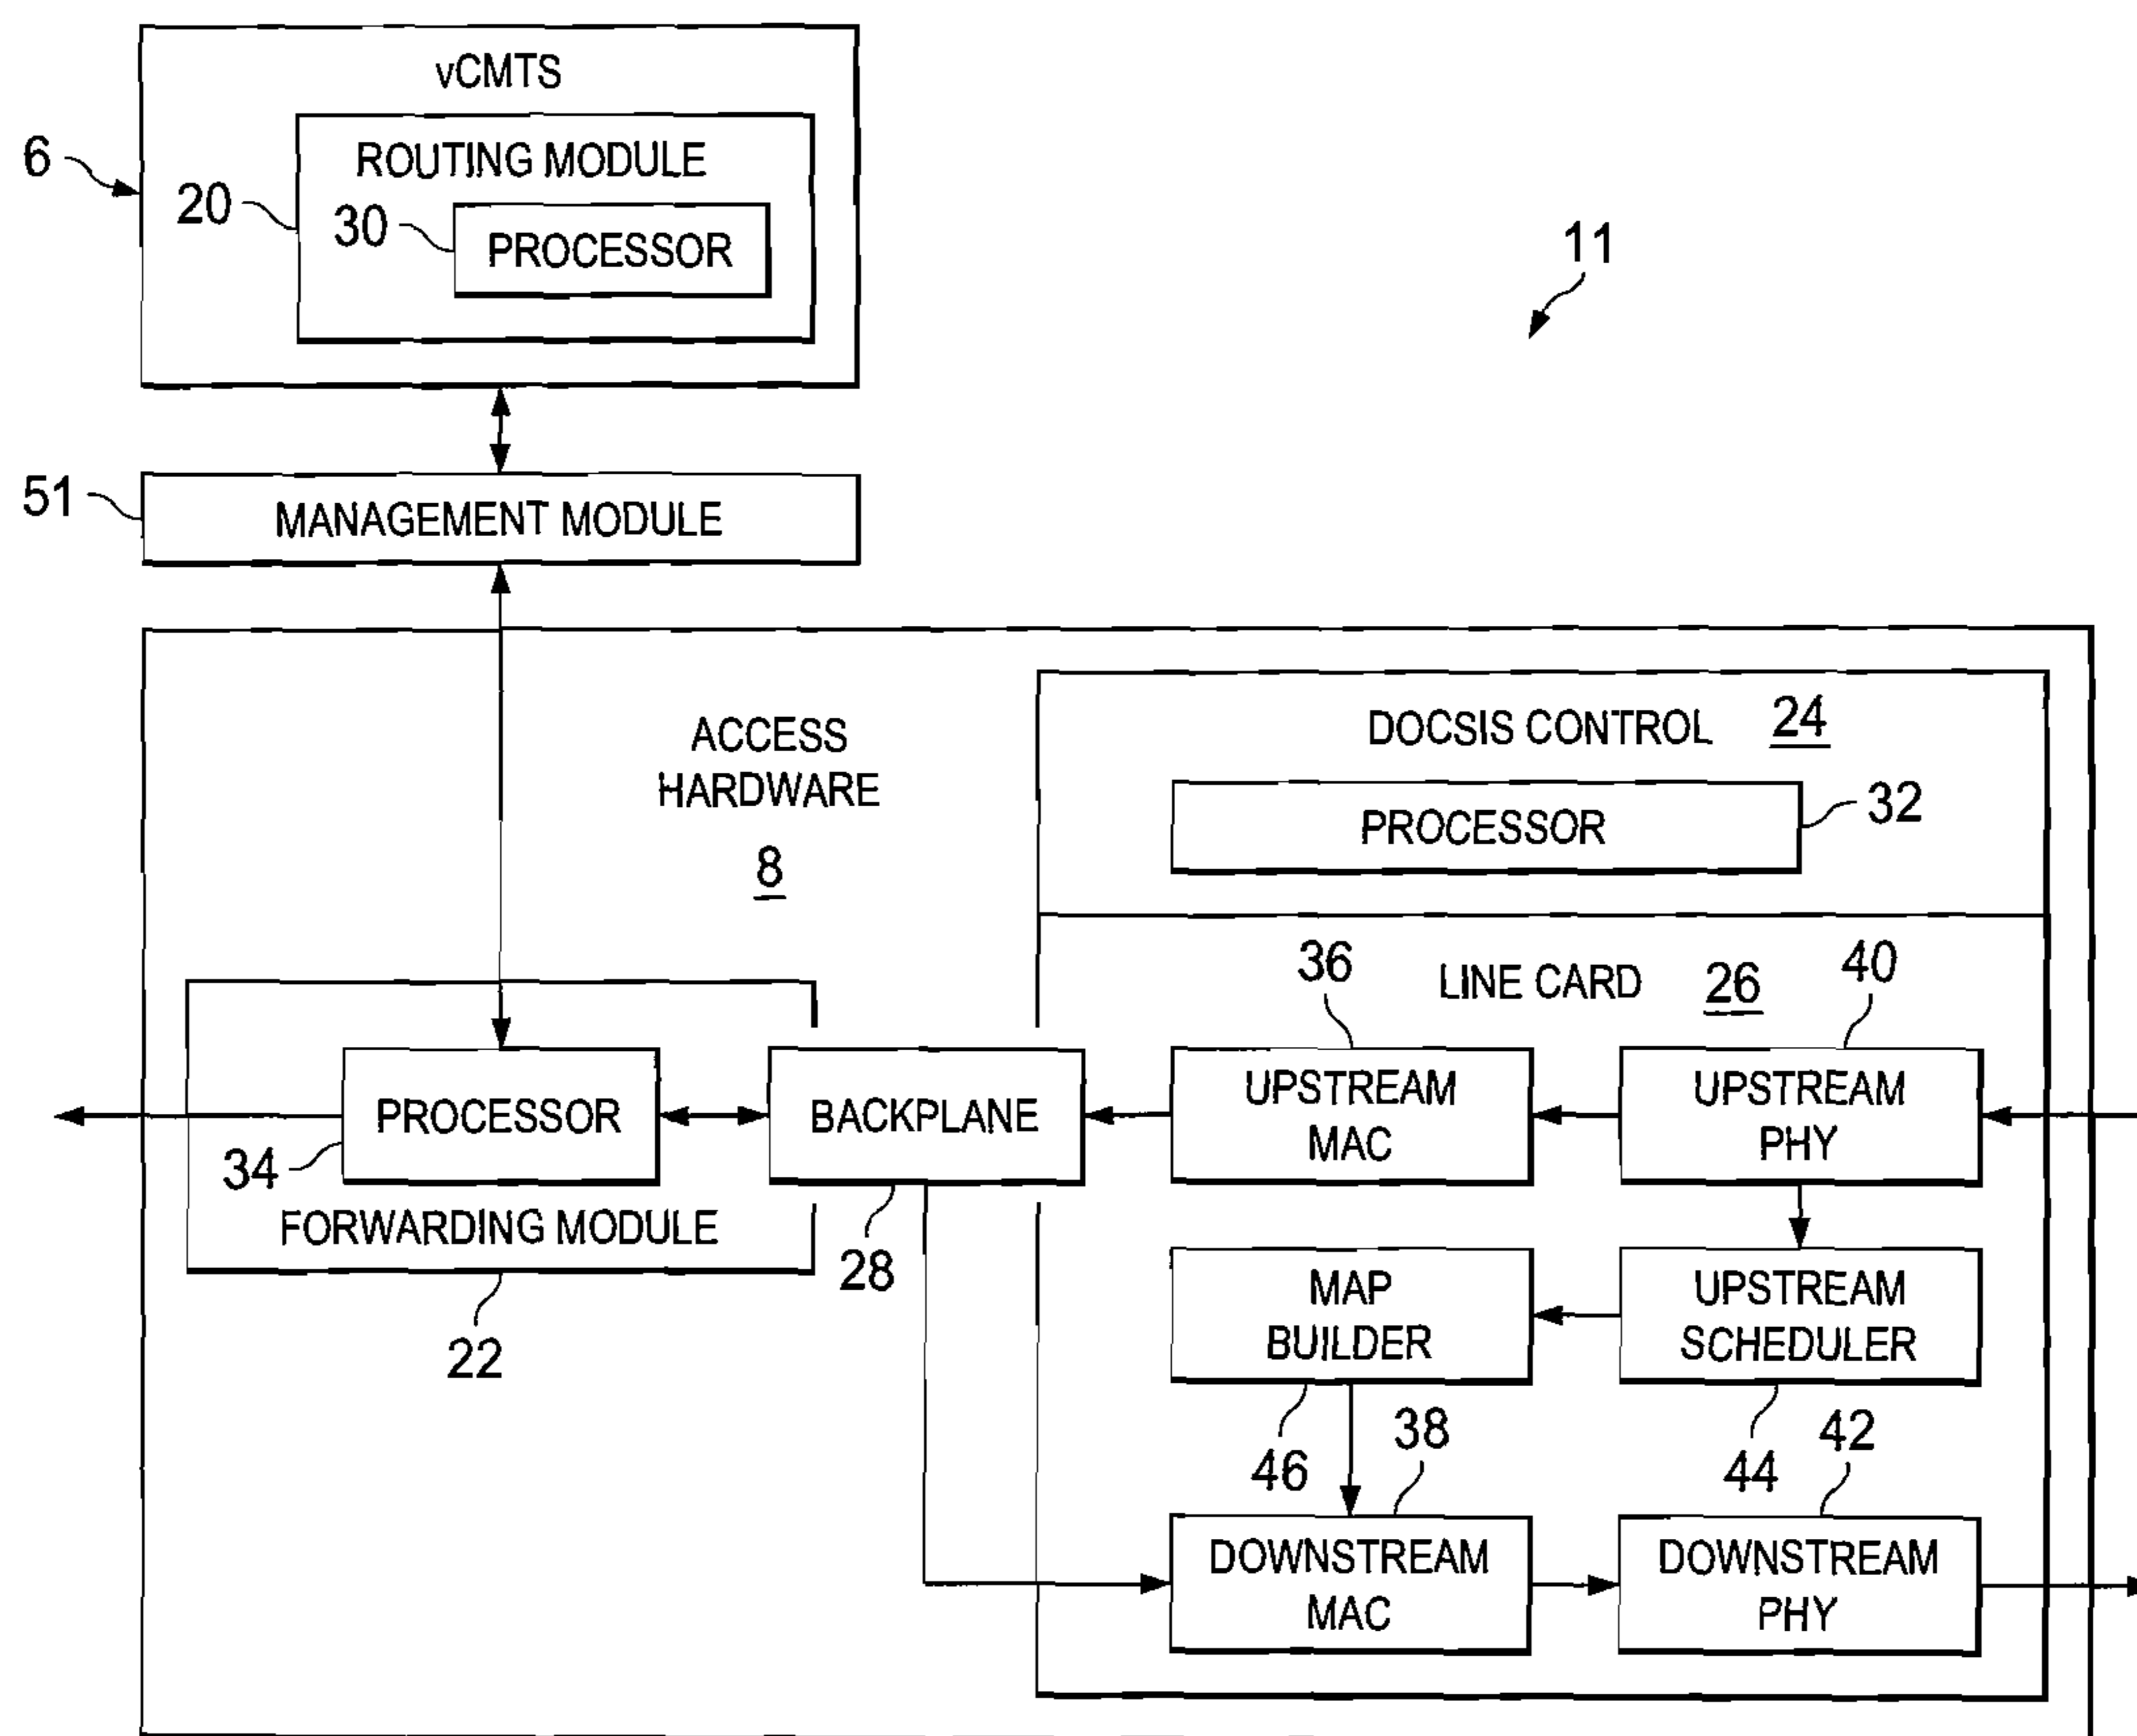 vCMTS
6
ROUTING MODULE
20
30
PROCESSOR
11
51
MANAGEMENT MODULE
ACCESS
HARDWARE
8
DOCSIS CONTROL 24
PROCESSOR
32
LINE CARD 26
36
40
PROCESSOR
34
FORWARDING MODULE
22
BACKPLANE
28
UPSTREAM
MAC
UPSTREAM
PHY
MAP
BUILDER
46
UPSTREAM
SCHEDULER
44
38
42
DOWNSTREAM
MAC
DOWNSTREAM
PHY